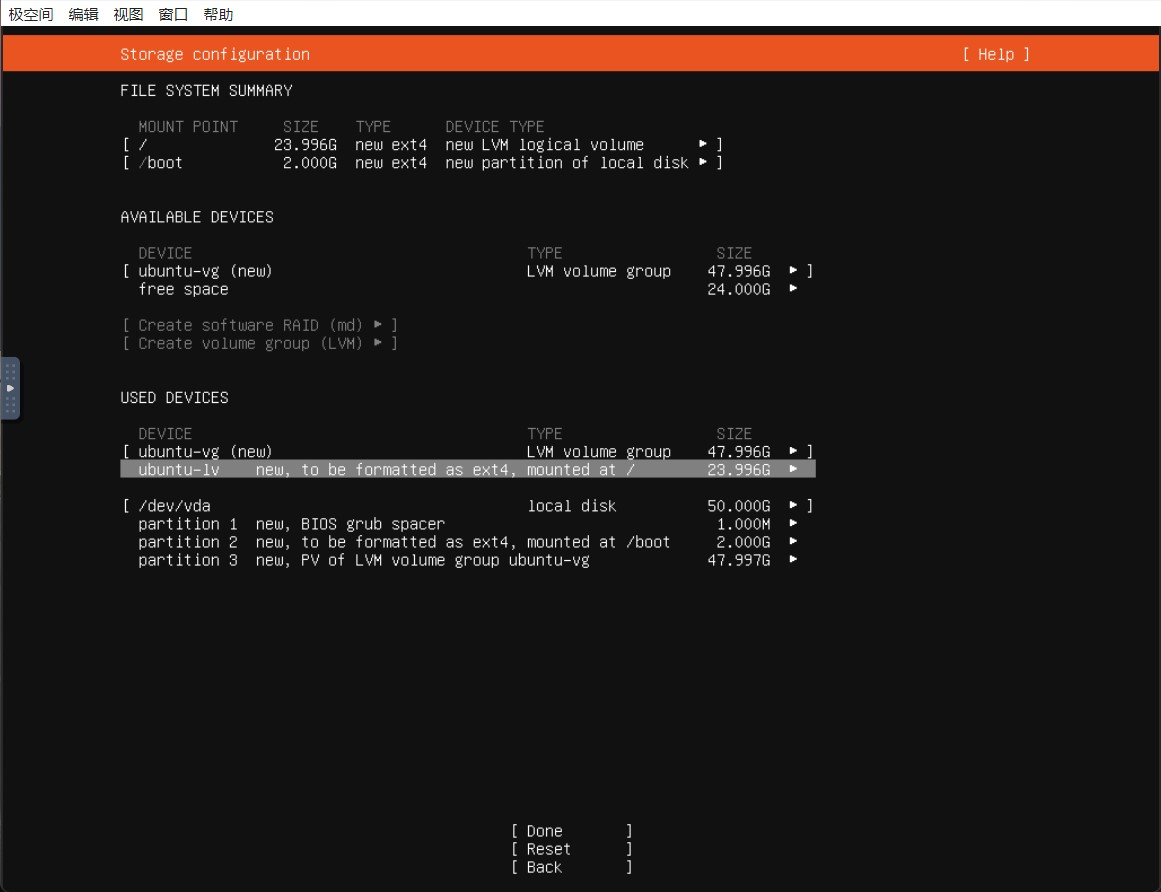 极空间 编辑 视图 窗口 帮助
Storage configuration [ Help ]
FILE SYSTEM SUMMARY
MOUNT POINT SIZE TYPE DEVICE TYPE
[ / 23.996G new ext4 new LVM logical volume ▸ ]
[ /boot 2.000G new ext4 new partition of local disk ▸ ]
AVAILABLE DEVICES
DEVICE TYPE SIZE
[ ubuntu-vg (new) LVM volume group 47.996G ▸ ]
free space 24.000G ▸
[ Create software RAID (md) ▸ ]
[ Create volume group (LVM) ▸ ]
USED DEVICES
DEVICE TYPE SIZE
[ ubuntu-vg (new) LVM volume group 47.996G ▸ ]
ubuntu-lv new, to be formatted as ext4, mounted at / 23.996G ▸
[ /dev/vda local disk 50.000G ▸ ]
partition 1 new, BIOS grub spacer 1.000M ▸
partition 2 new, to be formatted as ext4, mounted at /boot 2.000G ▸
partition 3 new, PV of LVM volume group ubuntu-vg 47.997G ▸
[ Done ]
[ Reset ]
[ Back ]